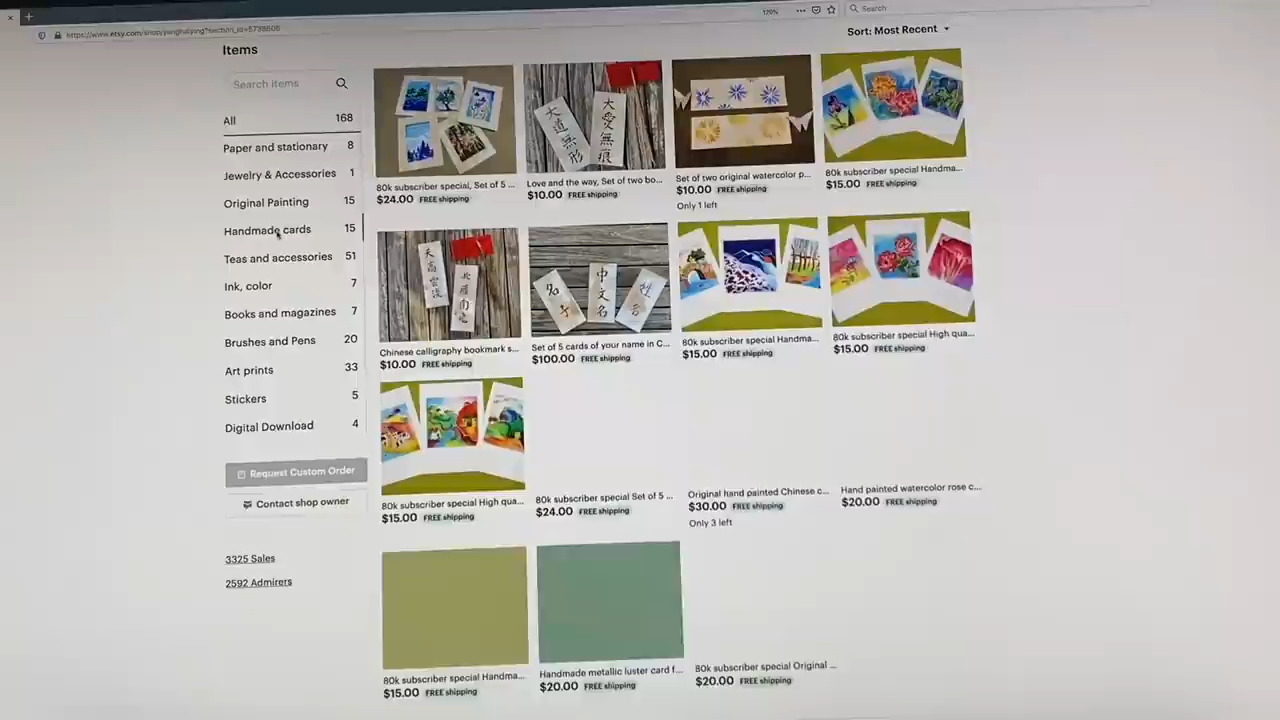 120%
Search
Items
Sort: Most Recent
Search items
All 168
Paper and stationary 8
Jewelry & Accessories 1
Original Painting 15
Handmade cards 15
Teas and accessories 51
Ink, color 7
Books and magazines 7
Brushes and Pens 20
Art prints 33
Stickers 5
Digital Download 4
Request Custom Order
Contact shop owner
3325 Sales
2592 Admirers
大道無形
大愛無痕
80k subscriber special, Set of 5 ...
$24.00 FREE shipping
Love and the way, Set of two bo...
$10.00 FREE shipping
Set of two original watercolor p...
$10.00 FREE shipping
Only 1 left
80k subscriber special Handma...
$15.00 FREE shipping
中文名
Chinese calligraphy bookmark s...
$10.00 FREE shipping
Set of 5 cards of your name in C...
$100.00 FREE shipping
80k subscriber special Handma...
$15.00 FREE shipping
80k subscriber special High qua...
$15.00 FREE shipping
80k subscriber special High qua...
$15.00 FREE shipping
80k subscriber special Set of 5 ...
$24.00 FREE shipping
Original hand painted Chinese c...
$30.00 FREE shipping
Only 3 left
Hand painted watercolor rose c...
$20.00 FREE shipping
80k subscriber special Handma...
$15.00 FREE shipping
Handmade metallic luster card f...
$20.00 FREE shipping
80k subscriber special Original ...
$20.00 FREE shipping